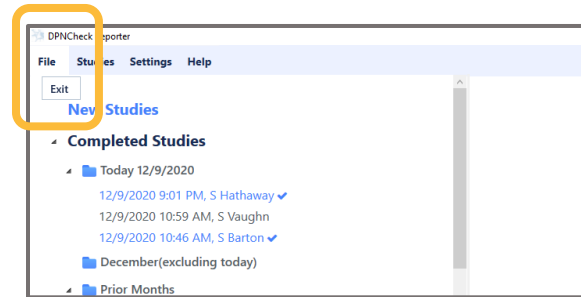 DPNCheck Reporter
File Studies Settings Help
Exit
New Studies
Completed Studies
Today 12/9/2020
12/9/2020 9:01 PM, S Hathaway
12/9/2020 10:59 AM, S Vaughn
12/9/2020 10:46 AM, S Barton
December(excluding today)
Prior Months